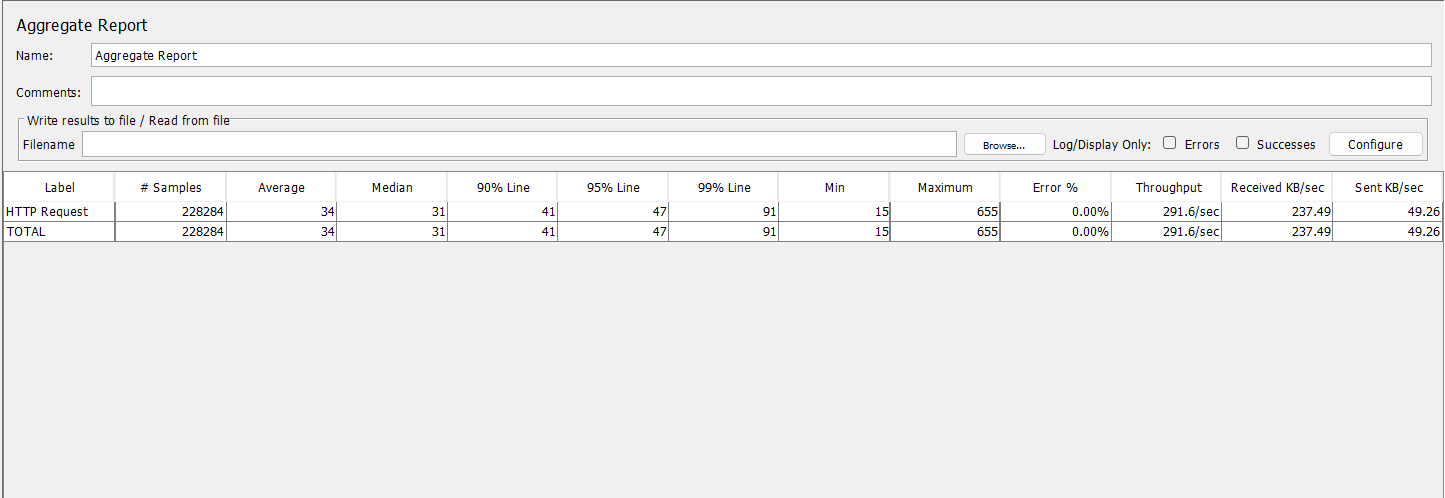 Aggregate Report
Name: Aggregate Report
Comments:
Write results to file / Read from file
Filename Browse... Log/Display Only: Errors Successes Configure
Label # Samples Average Median 90% Line 95% Line 99% Line Min Maximum Error % Throughput Received KB/sec Sent KB/sec
HTTP Request 228284 34 31 41 47 91 15 655 0.00% 291.6/sec 237.49 49.26
TOTAL 228284 34 31 41 47 91 15 655 0.00% 291.6/sec 237.49 49.26